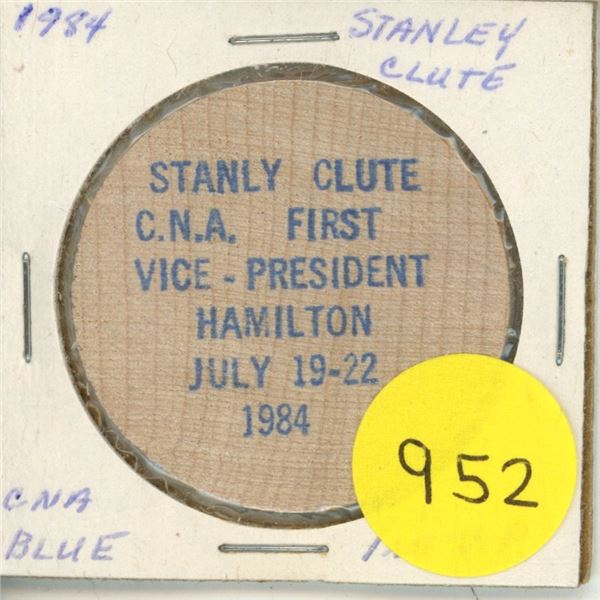 1984
STANLEY
CLUTE
STANLY CLUTE
C.N.A. FIRST
VICE - PRESIDENT
HAMILTON
JULY 19-22
1984
952
CNA
BLUE